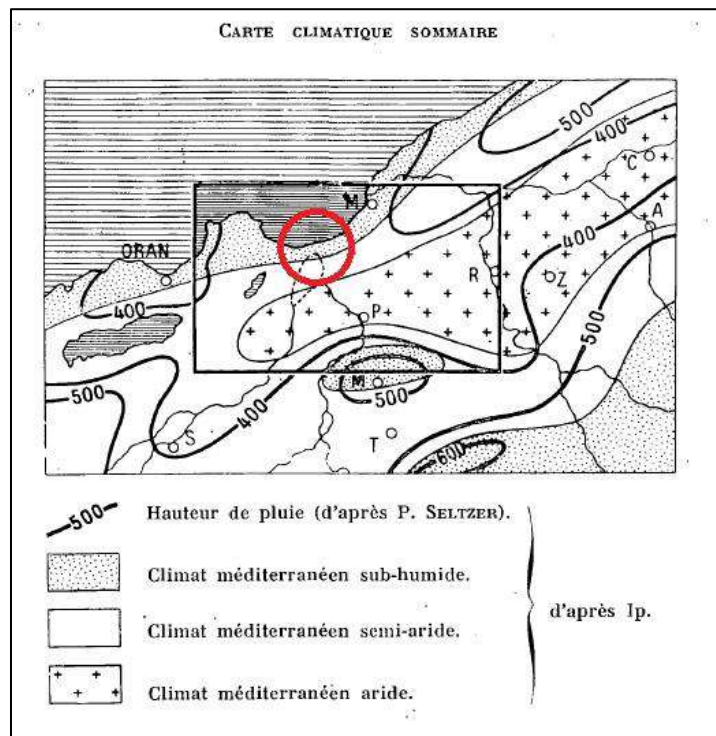 CARTE CLIMATIQUE SOMMAIRE
500
400
C
M
A
ORAN
400
R
Z
400
P
500
500
M
400
500
S
T
600
500
Hauteur de pluie (d'après P. SELTZER).
Climat méditerranéen sub-humide.
d'après Ip.
Climat méditerranéen semi-aride.
Climat méditerranéen aride.